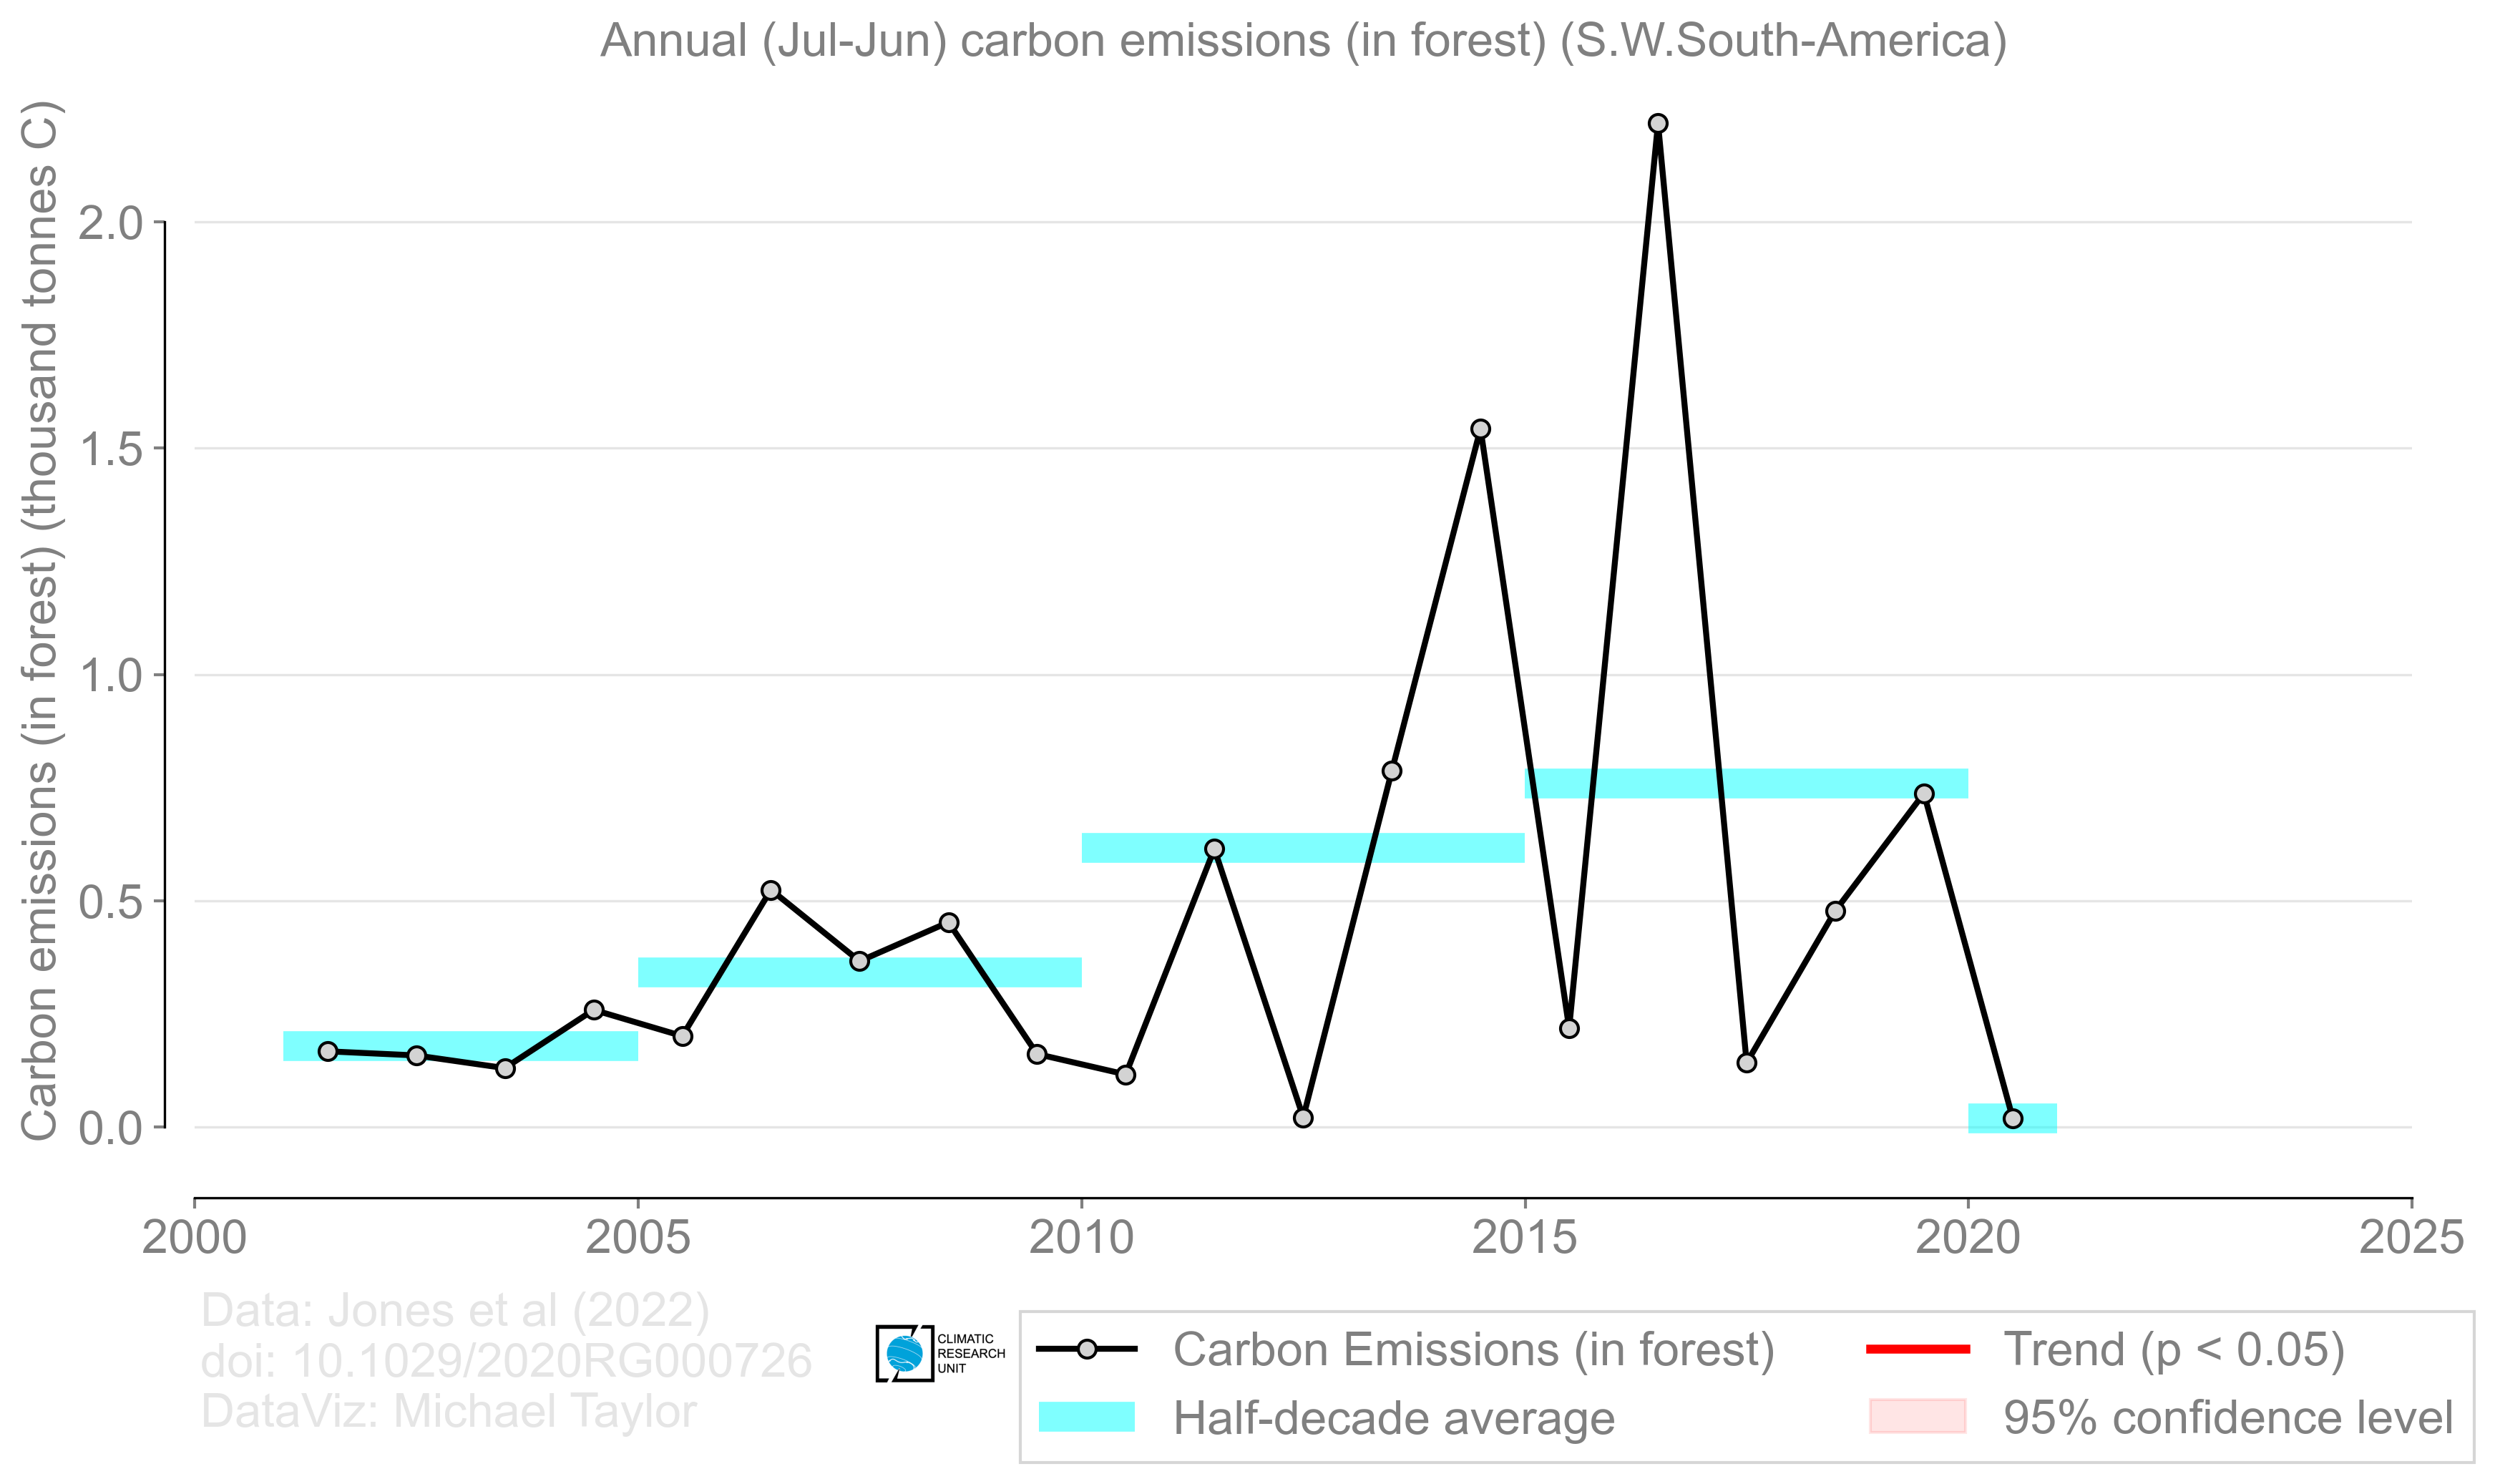 Annual (Jul-Jun) carbon emissions (in forest) (S.W.South-America)
Carbon emissions (in forest) (thousand tonnes C)
2.0
1.5
1.0
0.5
0.0
2000 2005 2010 2015 2020 2025
Data: Jones et al (2022)
doi: 10.1029/2020RG000726
DataViz: Michael Taylor
CLIMATIC
RESEARCH
UNIT
Carbon Emissions (in forest)
Half-decade average
Trend (p < 0.05)
95% confidence level